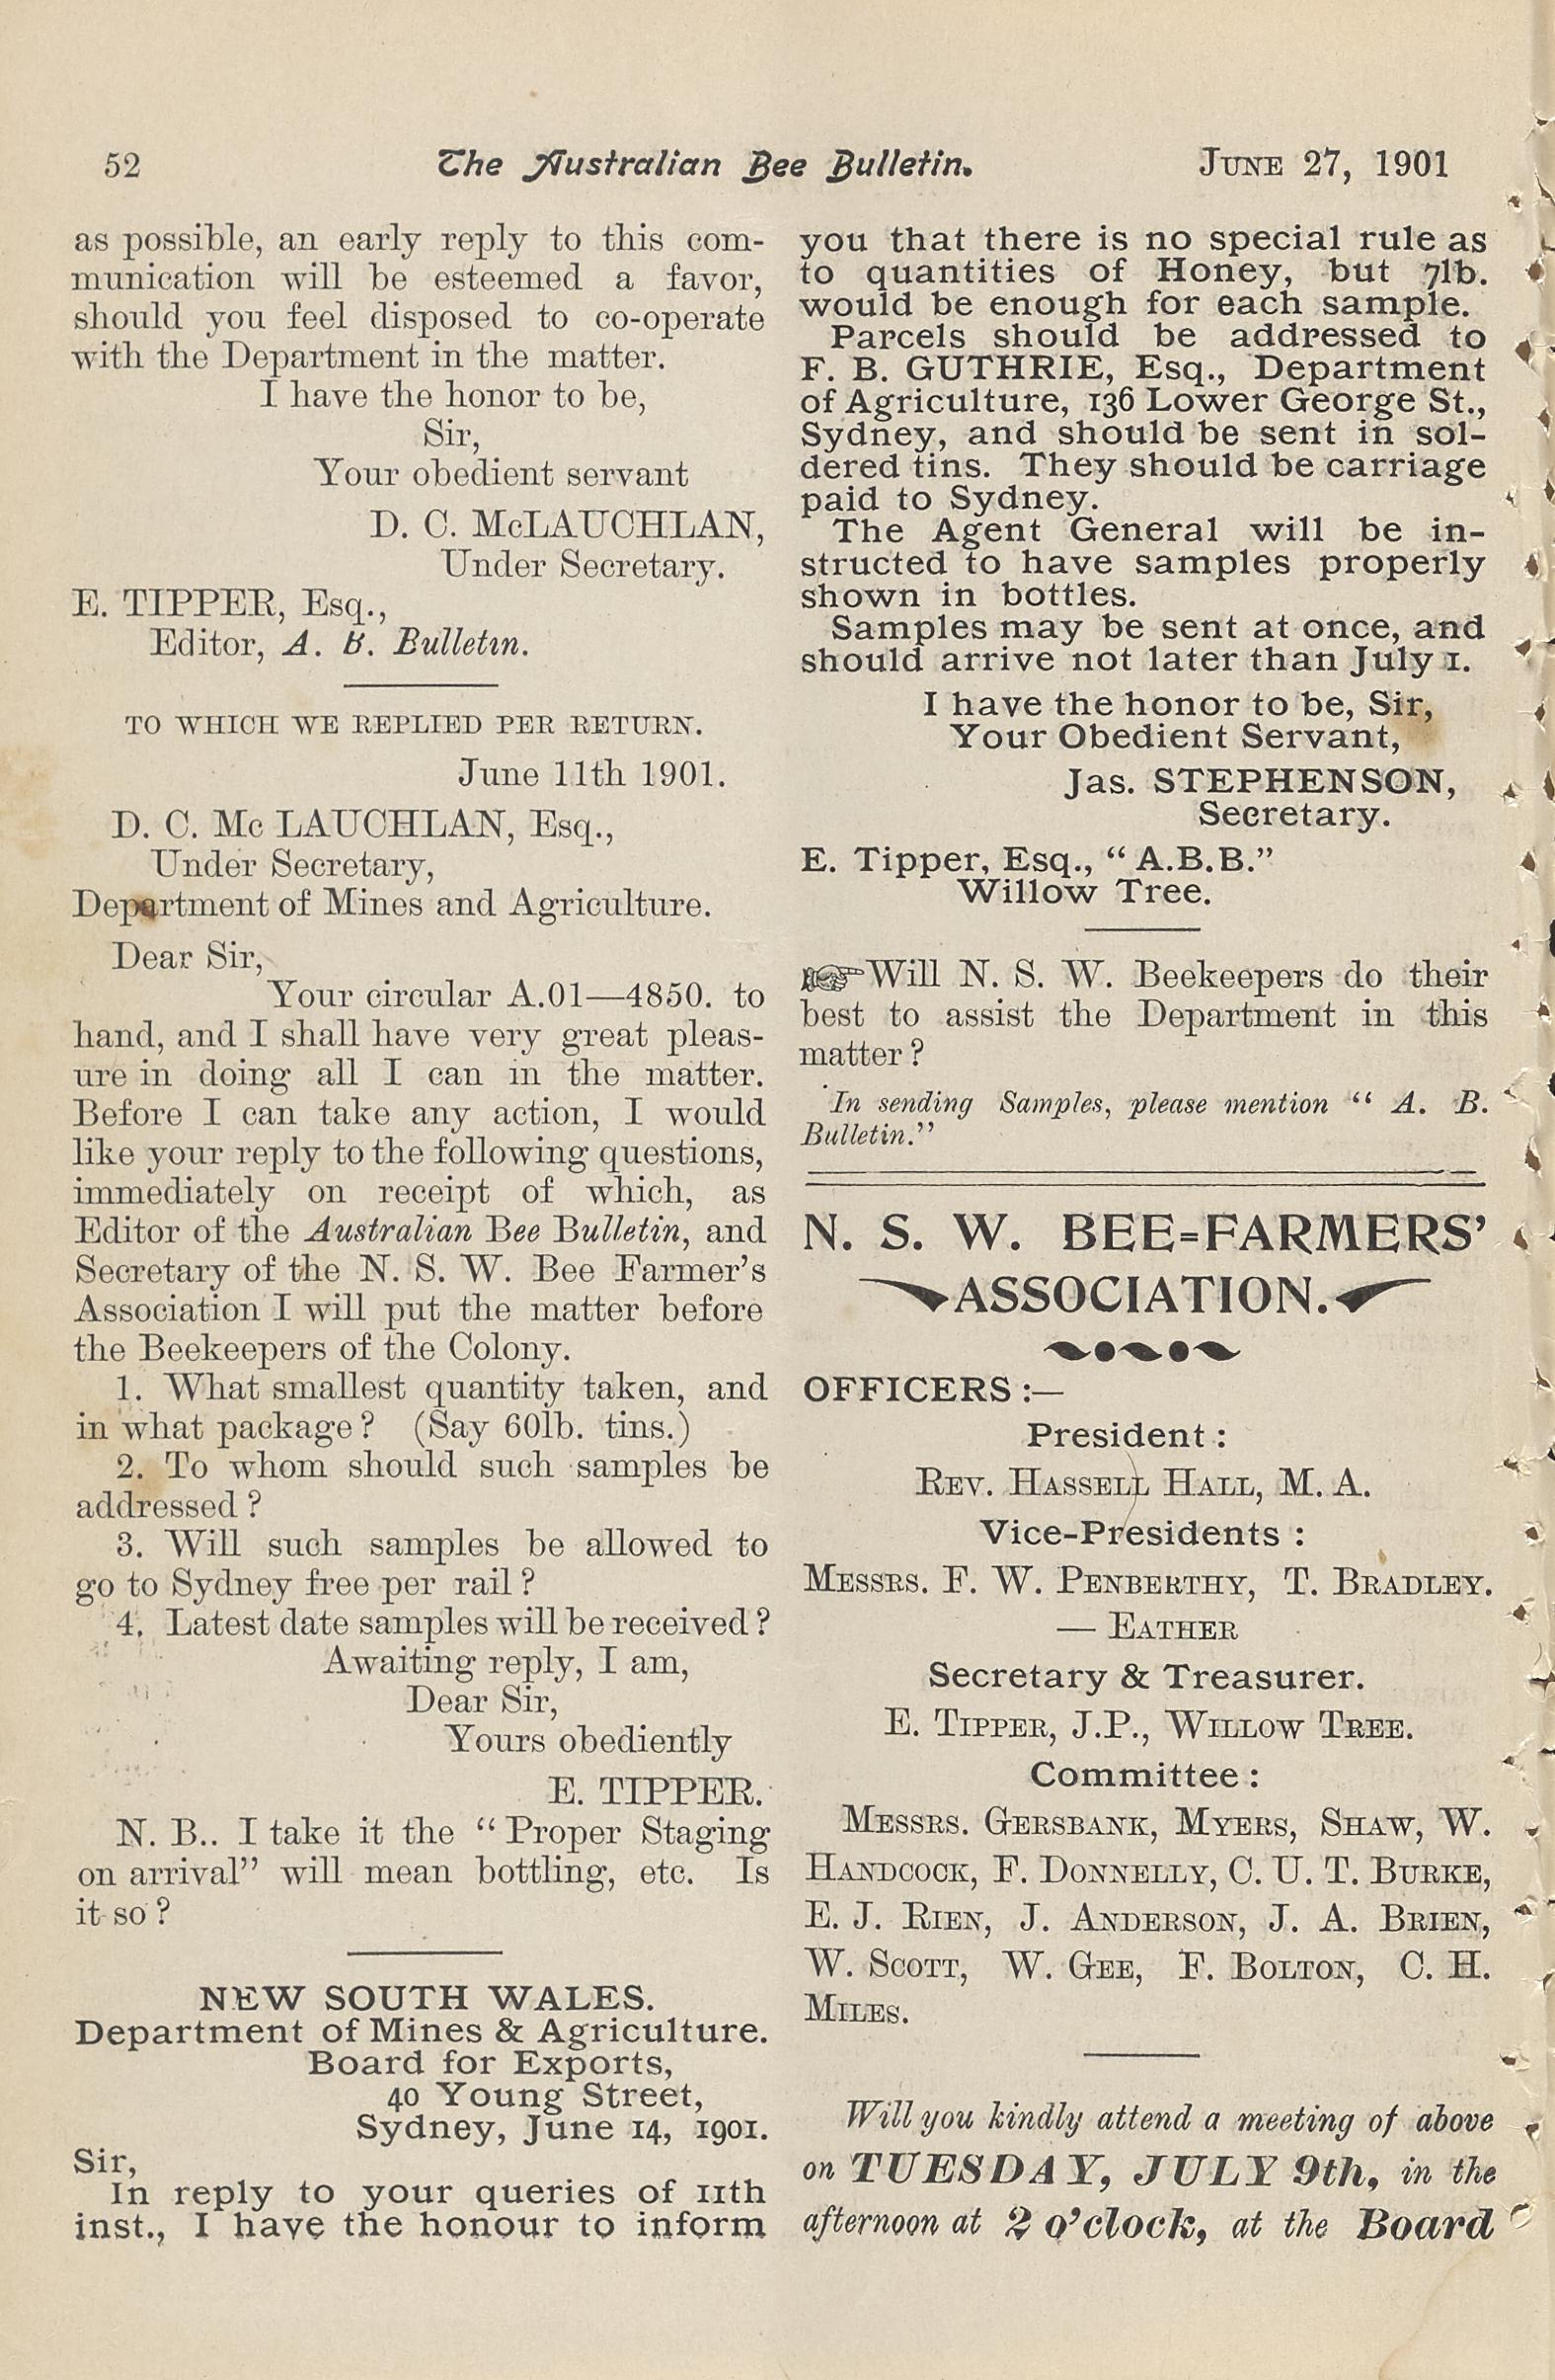 52
The Australian Bee Bulletin.
JUNE 27, 1901
as possible, an early reply to this com-
munication will be esteemed a favor,
should you feel disposed to co-operate
with the Department in the matter.
I have the honor to be,
Sir,
Your obedient servant
D. C. McLAUCHLAN,
Under Secretary.
E. TIPPER, Esq.,
Editor, A. B. Bulletin.
TO WHICH WE REPLIED PER RETURN.
June 11th 1901.
D. C. Mc LAUCHLAN, Esq.,
Under Secretary,
Department of Mines and Agriculture.
Dear Sir,
Your circular A.01—4850. to
hand, and I shall have very great pleas-
ure in doing all I can in the matter.
Before I can take any action, I would
like your reply to the following questions,
immediately on receipt of which, as
Editor of the Australian Bee Bulletin, and
Secretary of the N. S. W. Bee Farmer's
Association I will put the matter before
the Beekeepers of the Colony.
1. What smallest quantity taken, and
in what package? (Say 60lb. tins.)
2. To whom should such samples be
addressed?
3. Will such samples be allowed to
go to Sydney free per rail?
4. Latest date samples will be received?
Awaiting reply, I am,
Dear Sir,
Yours obediently
E. TIPPER.
N. B.. I take it the "Proper Staging
on arrival" will mean bottling, etc. Is
it so?
NEW SOUTH WALES.
Department of Mines & Agriculture.
Board for Exports,
40 Young Street,
Sydney, June 14, 1901.
Sir,
In reply to your queries of 11th
inst., I have the honour to inform
you that there is no special rule as
to quantities of Honey, but 7lb.
would be enough for each sample.
Parcels should be addressed to
F. B. GUTHRIE, Esq., Department
of Agriculture, 136 Lower George St.,
Sydney, and should be sent in sol-
dered tins. They should be carriage
paid to Sydney.
The Agent General will be in-
structed to have samples properly
shown in bottles.
Samples may be sent at once, and
should arrive not later than July 1.
I have the honor to be, Sir,
Your Obedient Servant,
Jas. STEPHENSON,
Secretary.
E. Tipper, Esq., "A.B.B."
Willow Tree.
Will N. S. W. Beekeepers do their
best to assist the Department in this
matter?
In sending Samples, please mention "A. B.
Bulletin."
N. S. W. BEE=FARMERS'
ASSOCIATION.
OFFICERS:—
President:
REV. HASSELL HALL, M. A.
Vice-Presidents:
MESSRS. F. W. PENBERTHY, T. BRADLEY.
— EATHER
Secretary & Treasurer.
E. TIPPER, J.P., WILLOW TREE.
Committee:
MESSRS. GERSBANK, MYERS, SHAW, W.
HANDCOCK, F. DONNELLY, C. U. T. BURKE,
E. J. RIEN, J. ANDERSON, J. A. BRIEN,
W. SCOTT, W. GEE, F. BOLTON, C. H.
MILES.
Will you kindly attend a meeting of above
on TUESDAY, JULY 9th, in the
afternoon at 2 o'clock, at the Board